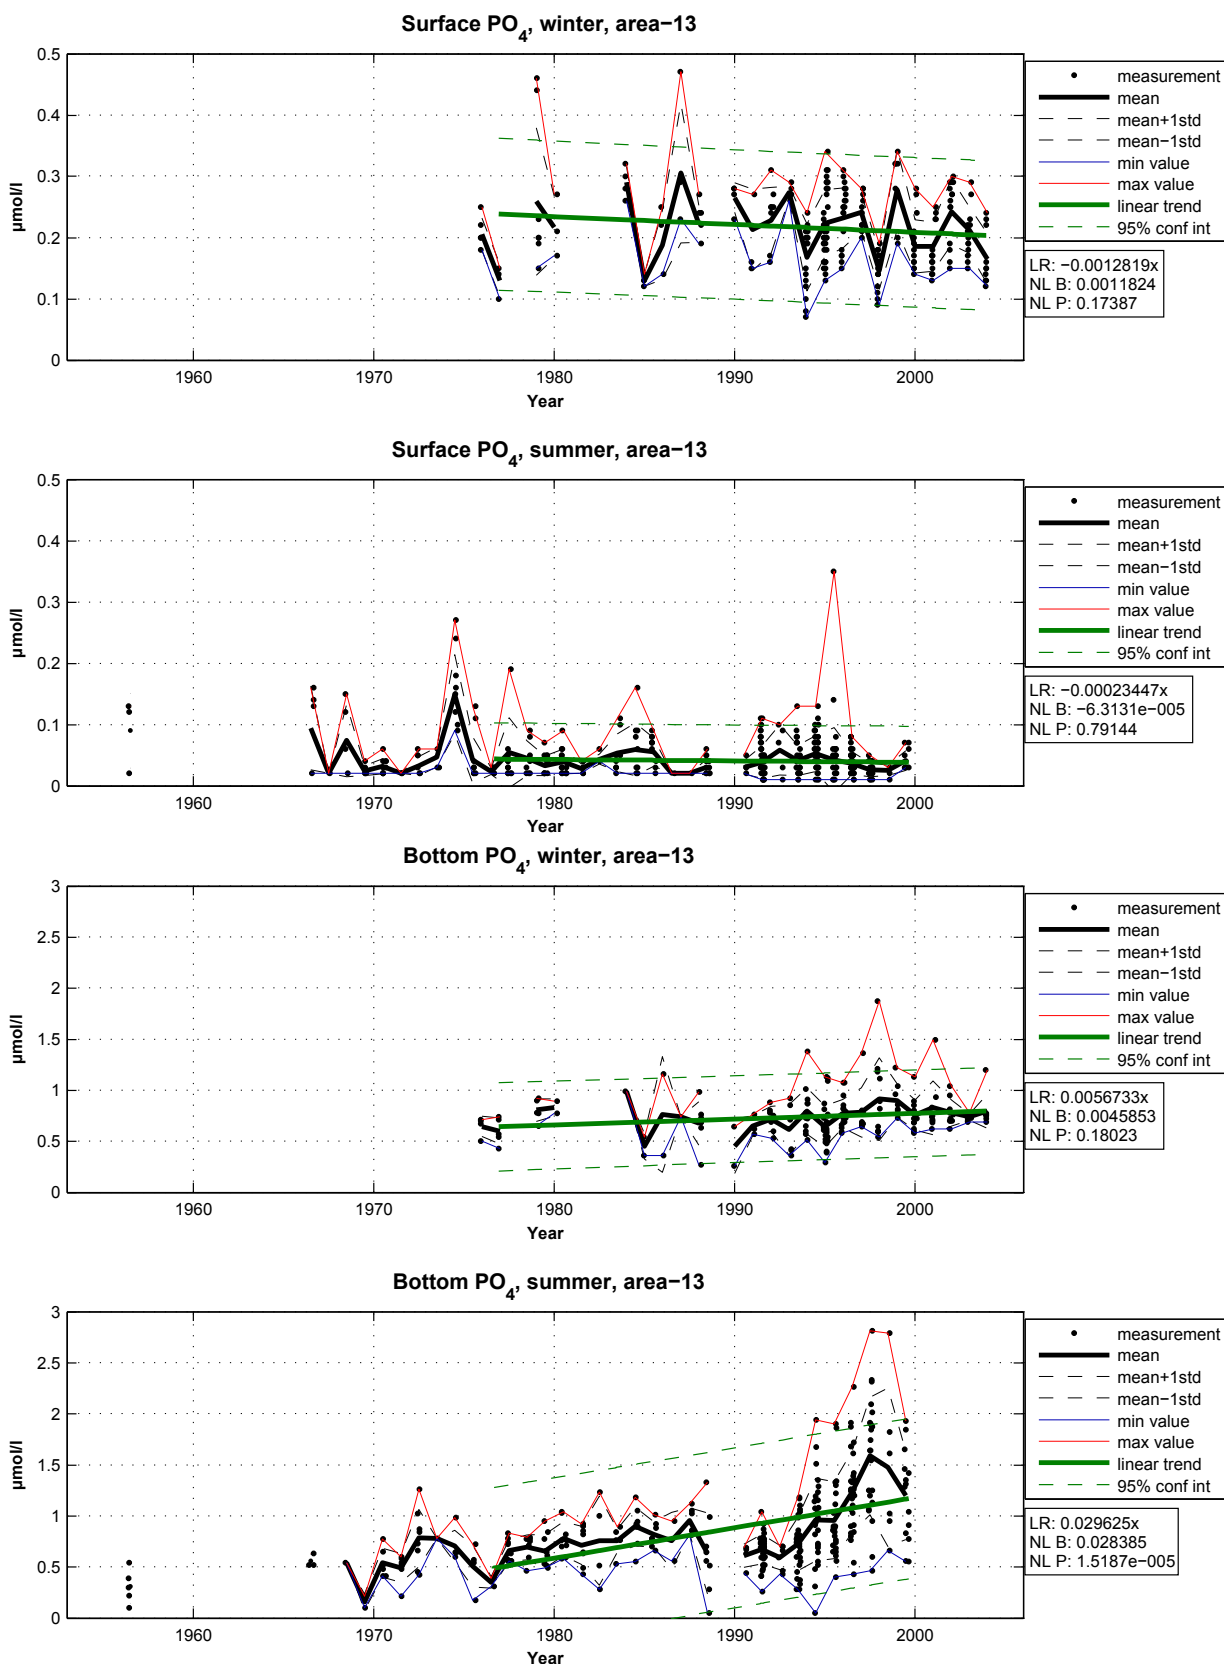 Surface PO4, winter, area−13
0.5
0.4
0.3
0.2
0.1
0
µmol/l
1960 1970 1980 1990 2000
Year
measurement
mean
mean+1std
mean−1std
min value
max value
linear trend
95% conf int
LR: −0.0012819x
NL B: 0.0011824
NL P: 0.17387
Surface PO4, summer, area−13
0.5
0.4
0.3
0.2
0.1
0
µmol/l
1960 1970 1980 1990 2000
Year
measurement
mean
mean+1std
mean−1std
min value
max value
linear trend
95% conf int
LR: −0.00023447x
NL B: −6.3131e−005
NL P: 0.79144
Bottom PO4, winter, area−13
3
2.5
2
1.5
1
0.5
0
µmol/l
1960 1970 1980 1990 2000
Year
measurement
mean
mean+1std
mean−1std
min value
max value
linear trend
95% conf int
LR: 0.0056733x
NL B: 0.0045853
NL P: 0.18023
Bottom PO4, summer, area−13
3
2.5
2
1.5
1
0.5
0
µmol/l
1960 1970 1980 1990 2000
Year
measurement
mean
mean+1std
mean−1std
min value
max value
linear trend
95% conf int
LR: 0.029625x
NL B: 0.028385
NL P: 1.5187e−005